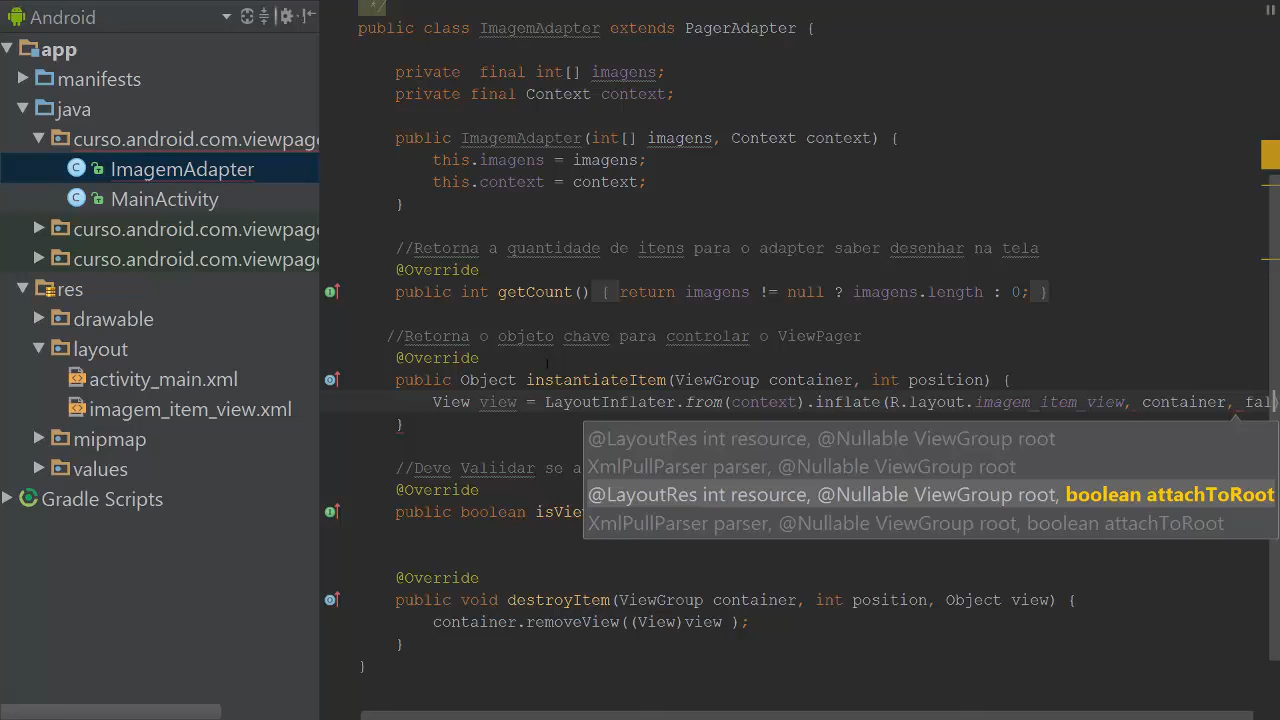 Android
app
manifests
java
curso.android.com.viewpage
ImagemAdapter
MainActivity
curso.android.com.viewpage
curso.android.com.viewpage
res
drawable
layout
activity_main.xml
imagem_item_view.xml
mipmap
values
Gradle Scripts
*/
public class ImagemAdapter extends PagerAdapter {
private final int[] imagens;
private final Context context;
public ImagemAdapter(int[] imagens, Context context) {
this.imagens = imagens;
this.context = context;
}
//Retorna a quantidade de itens para o adapter saber desenhar na tela
@Override
public int getCount() { return imagens != null ? imagens.length : 0; }
//Retorna o objeto chave para controlar o ViewPager
@Override
public Object instantiateItem(ViewGroup container, int position) {
View view = LayoutInflater.from(context).inflate(R.layout.imagem_item_view, container, fal)
}
@LayoutRes int resource, @Nullable ViewGroup root
XmlPullParser parser, @Nullable ViewGroup root
@LayoutRes int resource, @Nullable ViewGroup root, boolean attachToRoot
XmlPullParser parser, @Nullable ViewGroup root, boolean attachToRoot
//Deve Valiidar se a
@Override
public boolean isView
@Override
public void destroyItem(ViewGroup container, int position, Object view) {
container.removeView((View)view );
}
}